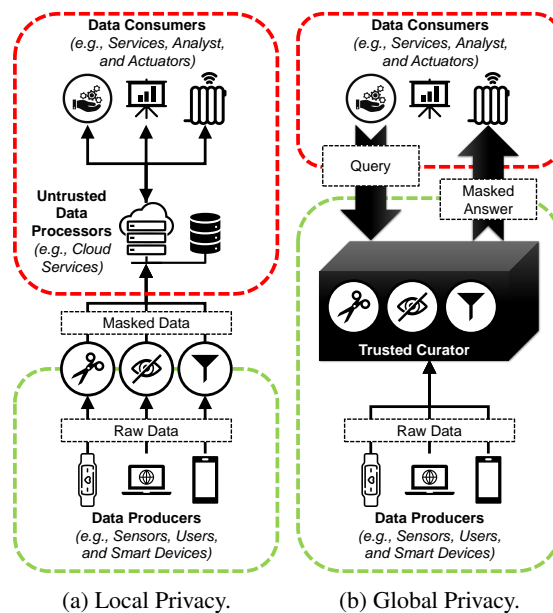 Data Consumers
(e.g., Services, Analyst,
and Actuators)
Untrusted
Data
Processors
(e.g., Cloud
Services)
Masked Data
Raw Data
Data Producers
(e.g., Sensors, Users,
and Smart Devices)
(a) Local Privacy.
Data Consumers
(e.g., Services, Analyst,
and Actuators)
Query
Masked
Answer
Trusted Curator
Raw Data
Data Producers
(e.g., Sensors, Users,
and Smart Devices)
(b) Global Privacy.